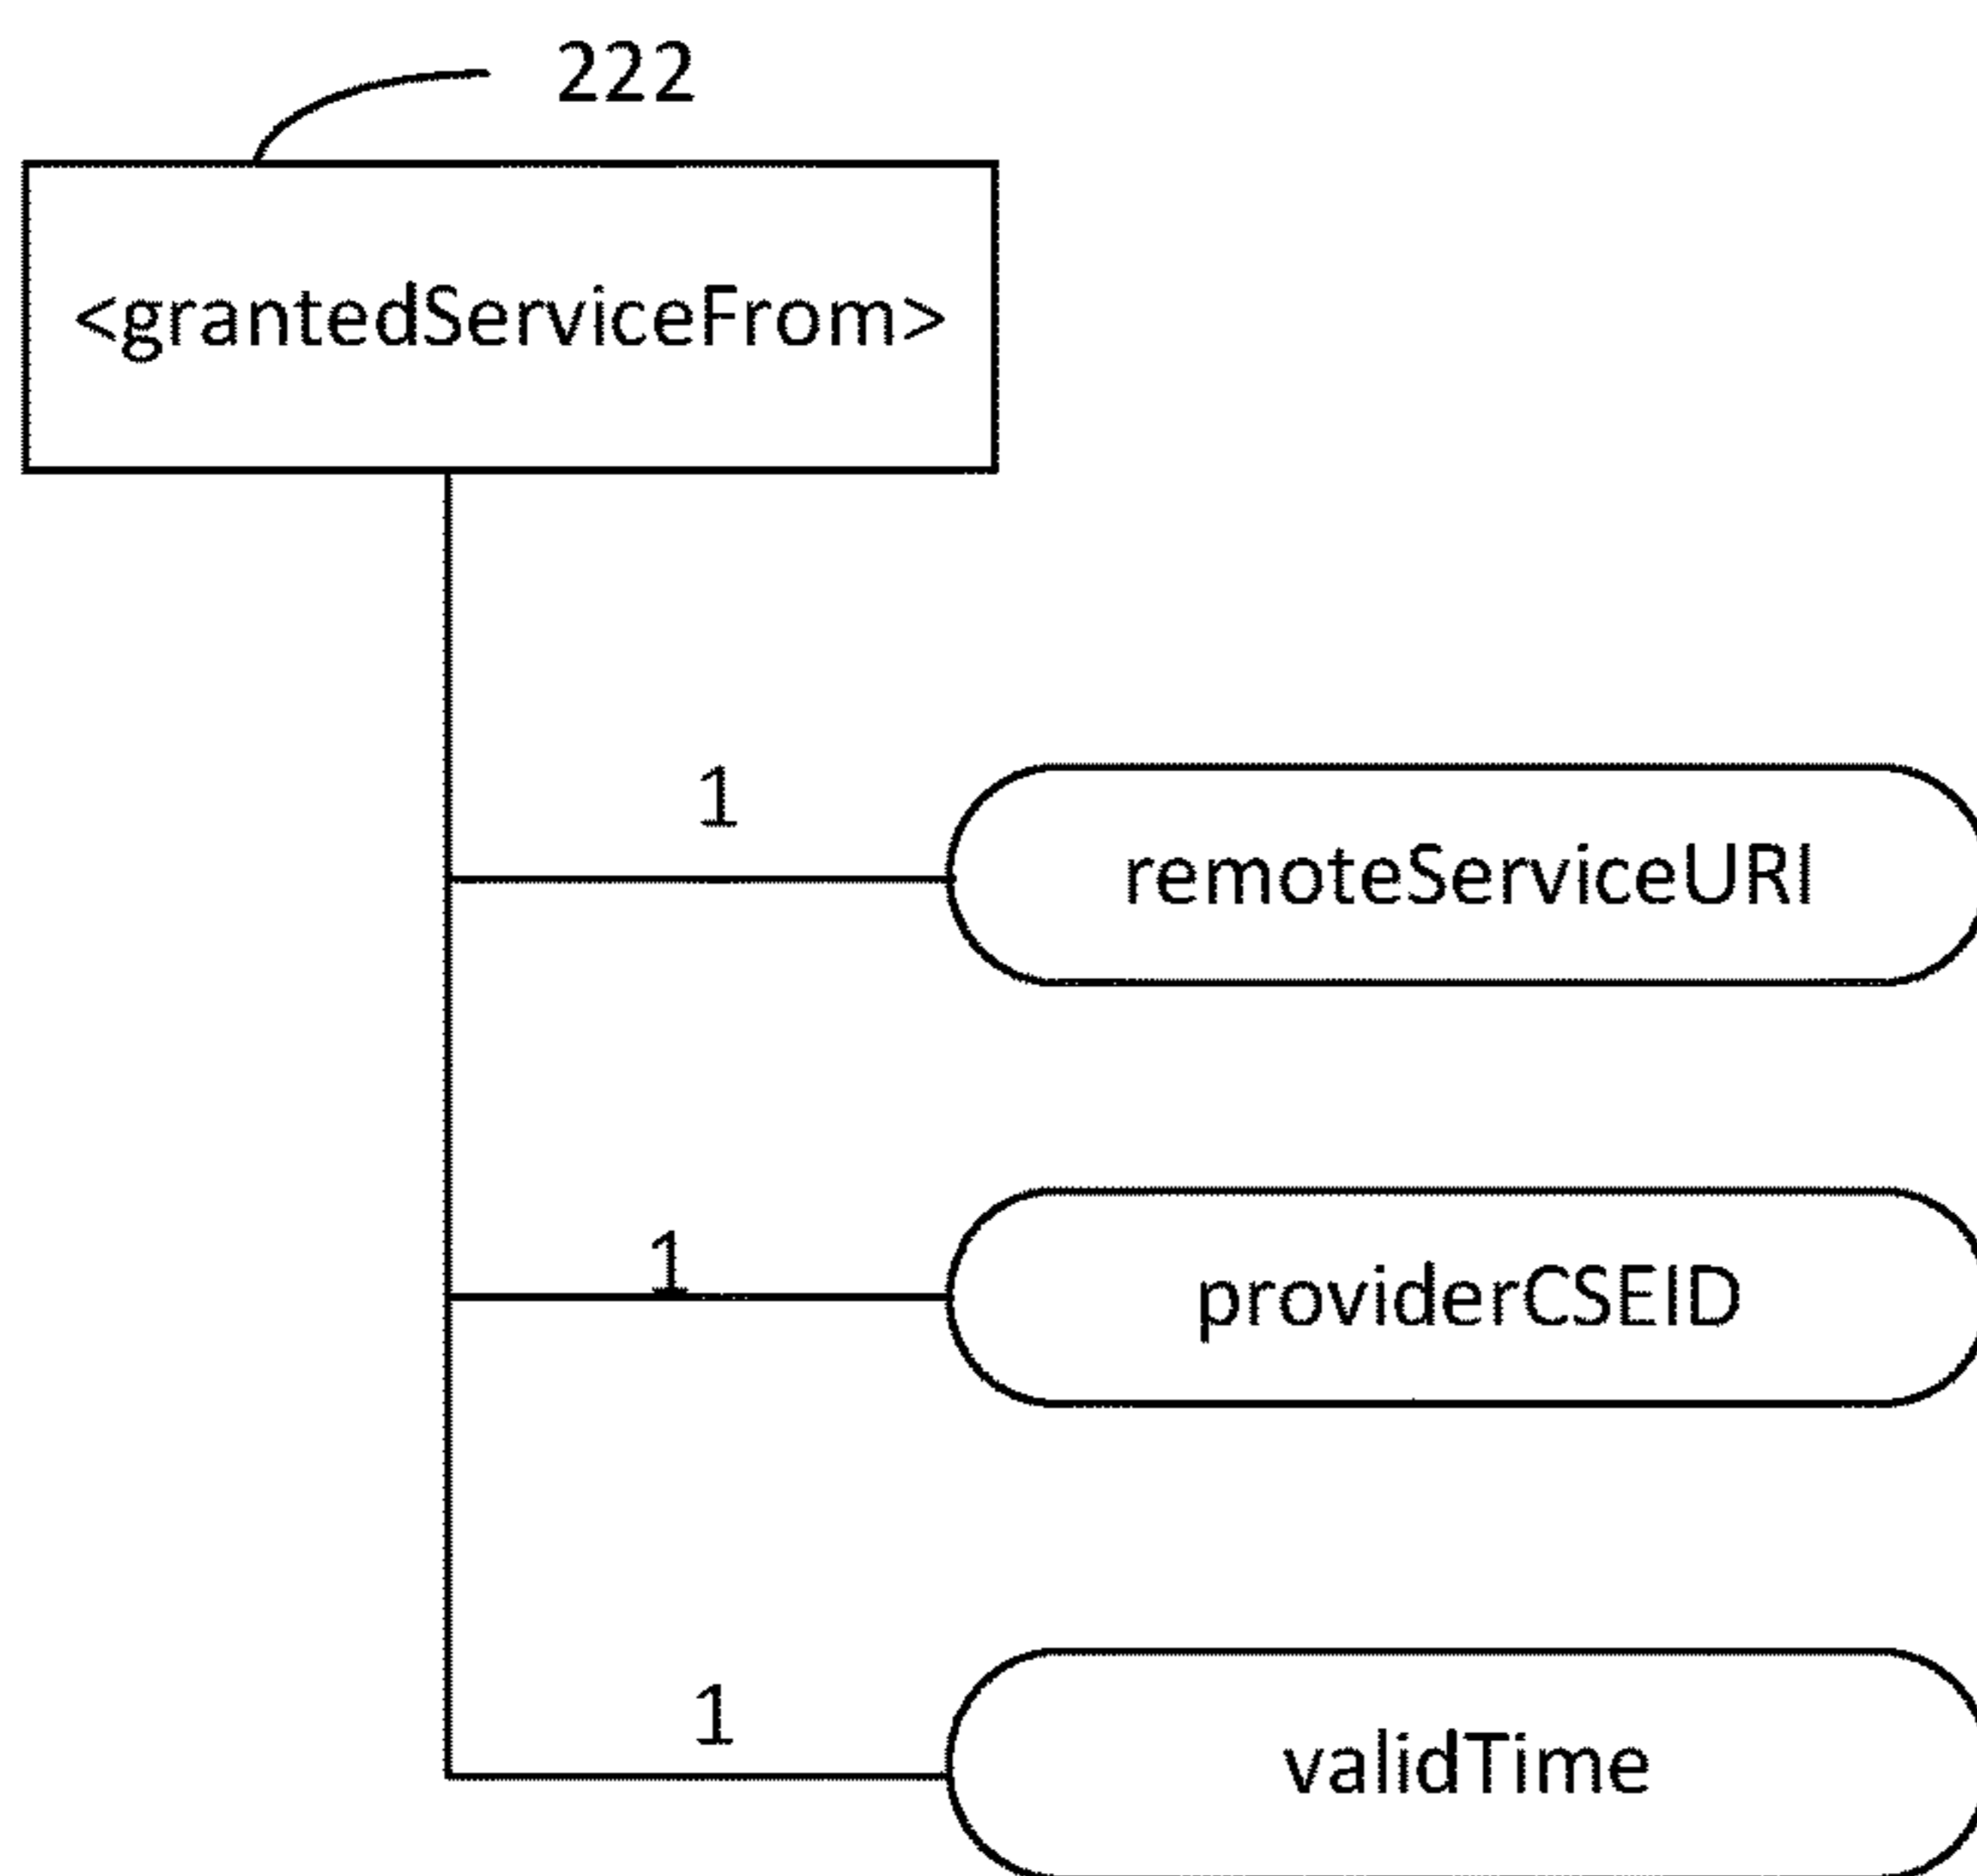 222
<grantedServiceFrom>
1
remoteServiceURI
1
providerCSEID
1
validTime